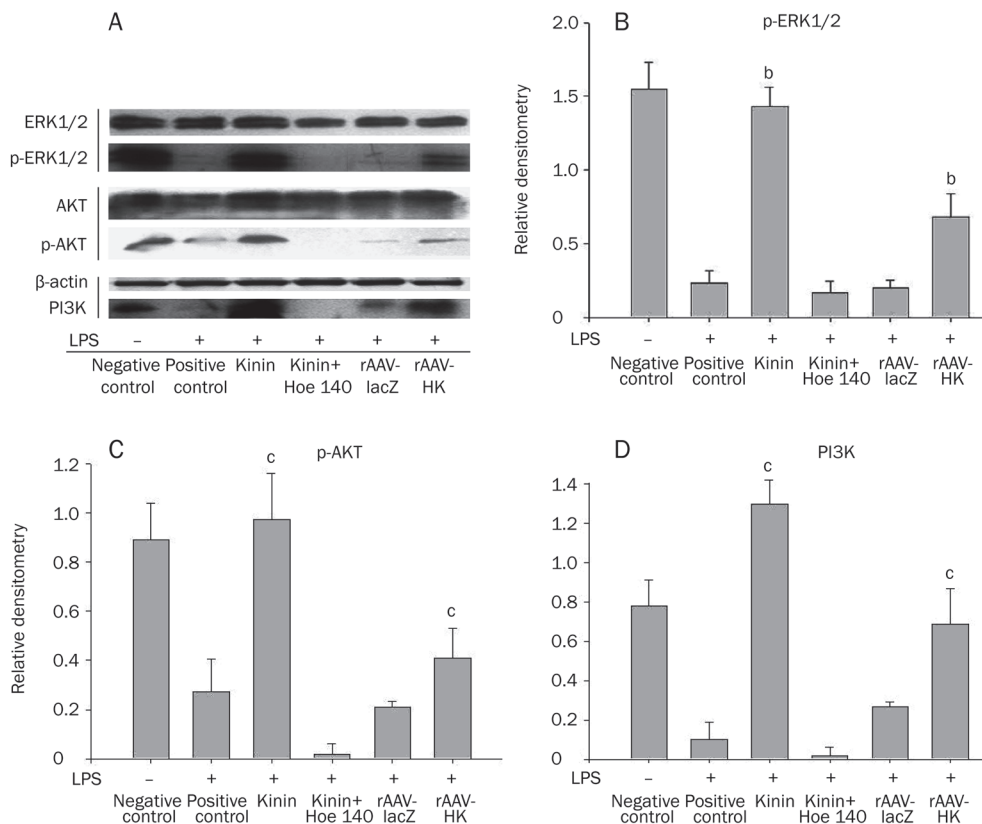 A
ERK1/2
p-ERK1/2
AKT
p-AKT
β-actin
PI3K
LPS – + + + + +
Negative control Positive control Kinin Kinin+ Hoe 140 rAAV- lacZ rAAV- HK
B
p-ERK1/2
Relative densitometry
2.0
1.5
b
1.0
b
0.5
0
LPS – + + + + +
Negative control Positive control Kinin Kinin+ Hoe 140 rAAV- lacZ rAAV- HK
C
p-AKT
Relative densitometry
1.2
c
1.0
0.8
0.6
c
0.4
0.2
0
LPS – + + + + +
Negative control Positive control Kinin Kinin+ Hoe 140 rAAV- lacZ rAAV- HK
D
PI3K
c
1.4
1.2
1.0
c
0.8
0.6
0.4
0.2
0
LPS – + + + + +
Negative control Positive control Kinin Kinin+ Hoe 140 rAAV- lacZ rAAV- HK